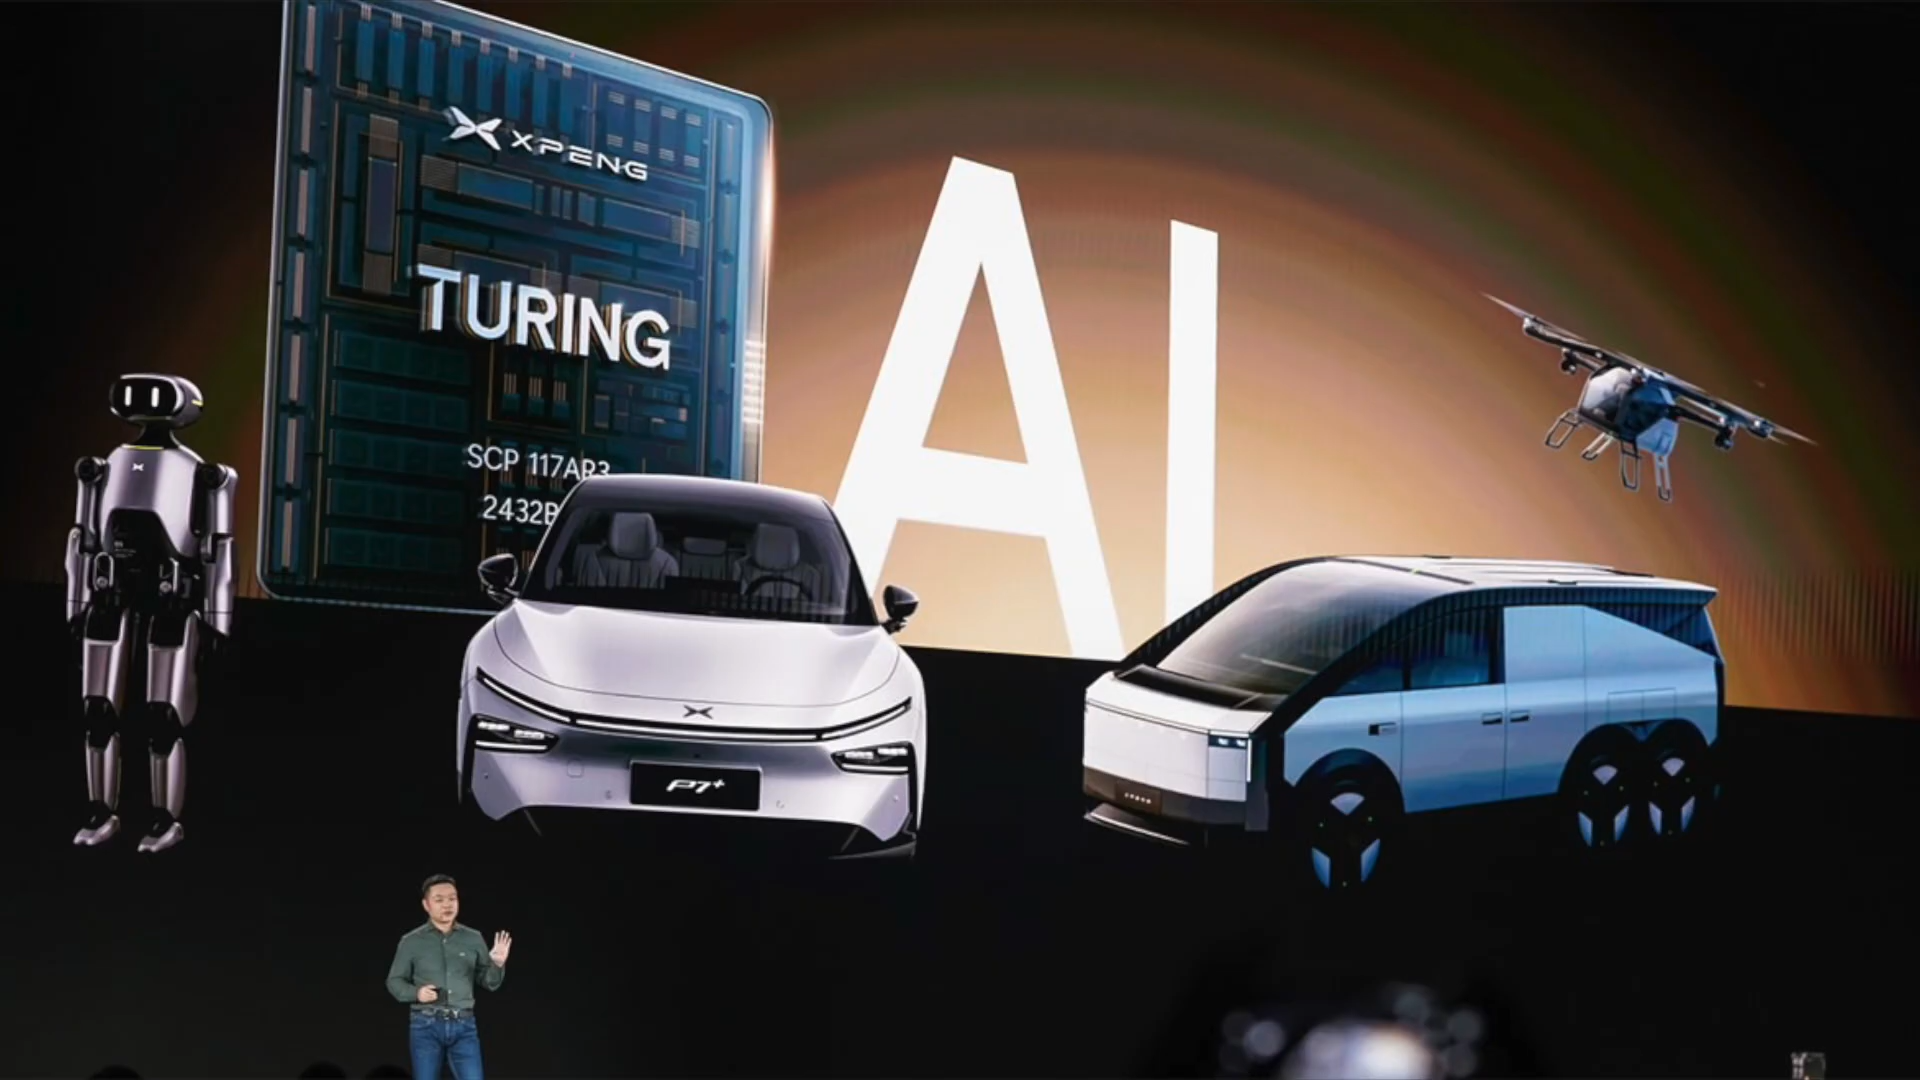 XPENG
TURING
SCP 117AR3
2432B
AI
P7+